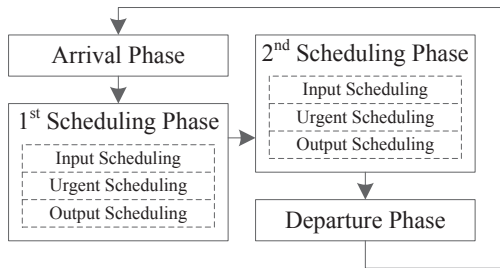 Arrival Phase
1st Scheduling Phase
Input Scheduling
Urgent Scheduling
Output Scheduling
2nd Scheduling Phase
Input Scheduling
Urgent Scheduling
Output Scheduling
Departure Phase